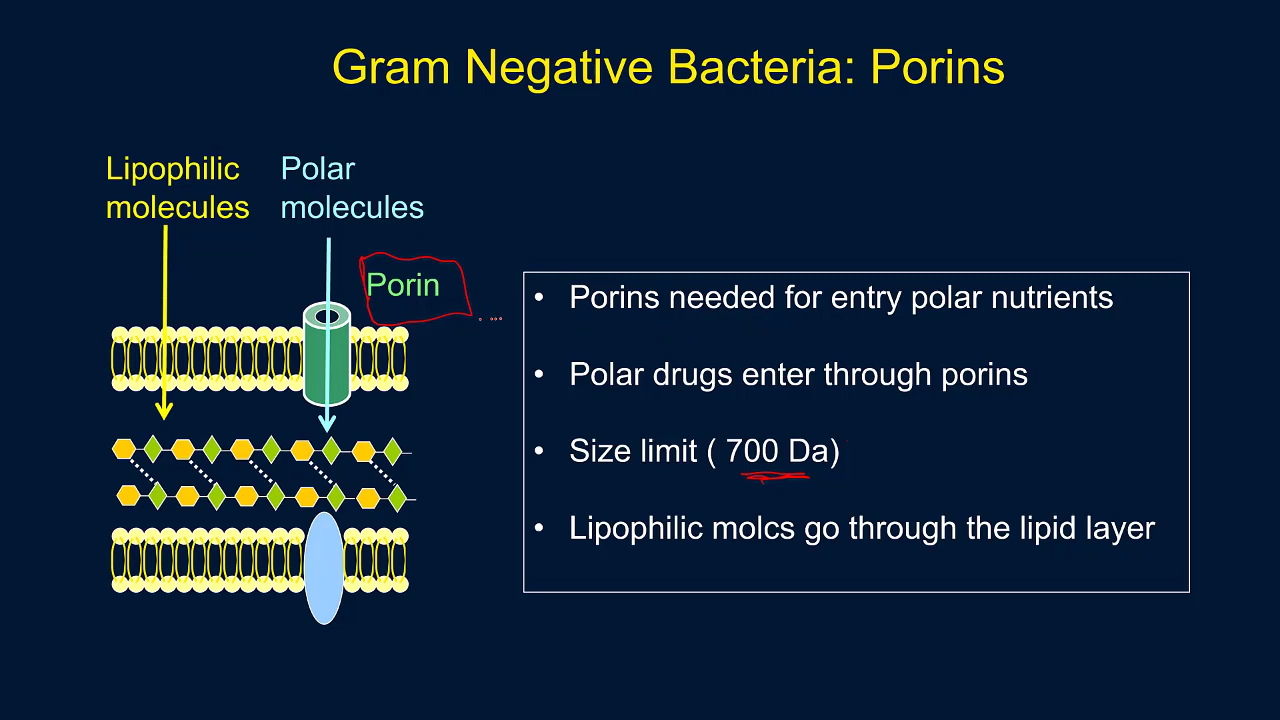 Gram Negative Bacteria: Porins
Lipophilic
molecules
Polar
molecules
Porin
• Porins needed for entry polar nutrients
• Polar drugs enter through porins
• Size limit ( 700 Da)
• Lipophilic molcs go through the lipid layer